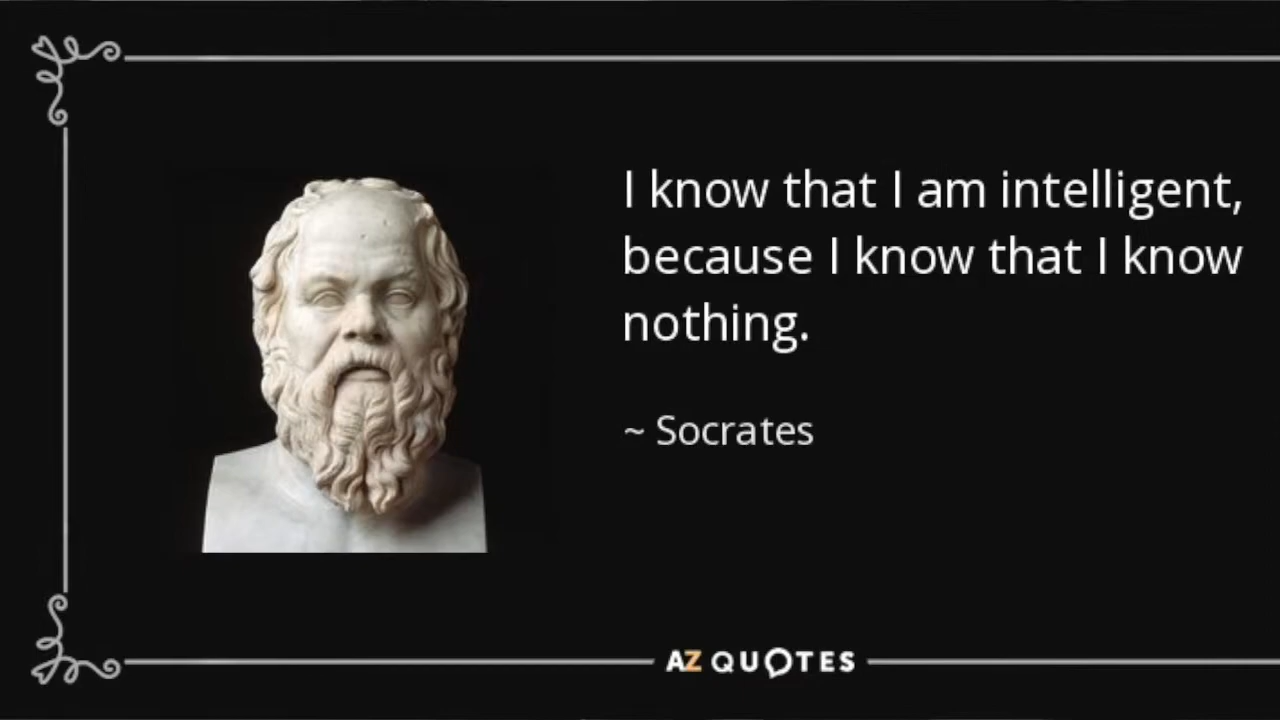 I know that I am intelligent,
because I know that I know
nothing.
~ Socrates
AZ QUOTES